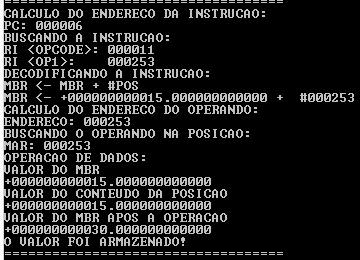 ===================================
CALCULO DO ENDERECO DA INSTRUCAO:
PC: 000006
BUSCANDO A INSTRUCAO:
RI <OPCODE>: 000011
RI <OP1>:    000253
DECODIFICANDO A INSTRUCAO:
MBR <- MBR + #POS
MBR <- +000000000015.000000000000 +  #000253
CALCULO DO ENDERECO DO OPERANDO:
ENDERECO: 000253
BUSCANDO O OPERANDO NA POSICAO:
MAR: 000253
OPERACAO DE DADOS:
VALOR DO MBR
+000000000015.000000000000
VALOR DO CONTEUDO DA POSICAO
+000000000015.000000000000
VALOR DO MBR APOS A OPERACAO
+000000000030.000000000000
O VALOR FOI ARMAZENADO!
===================================